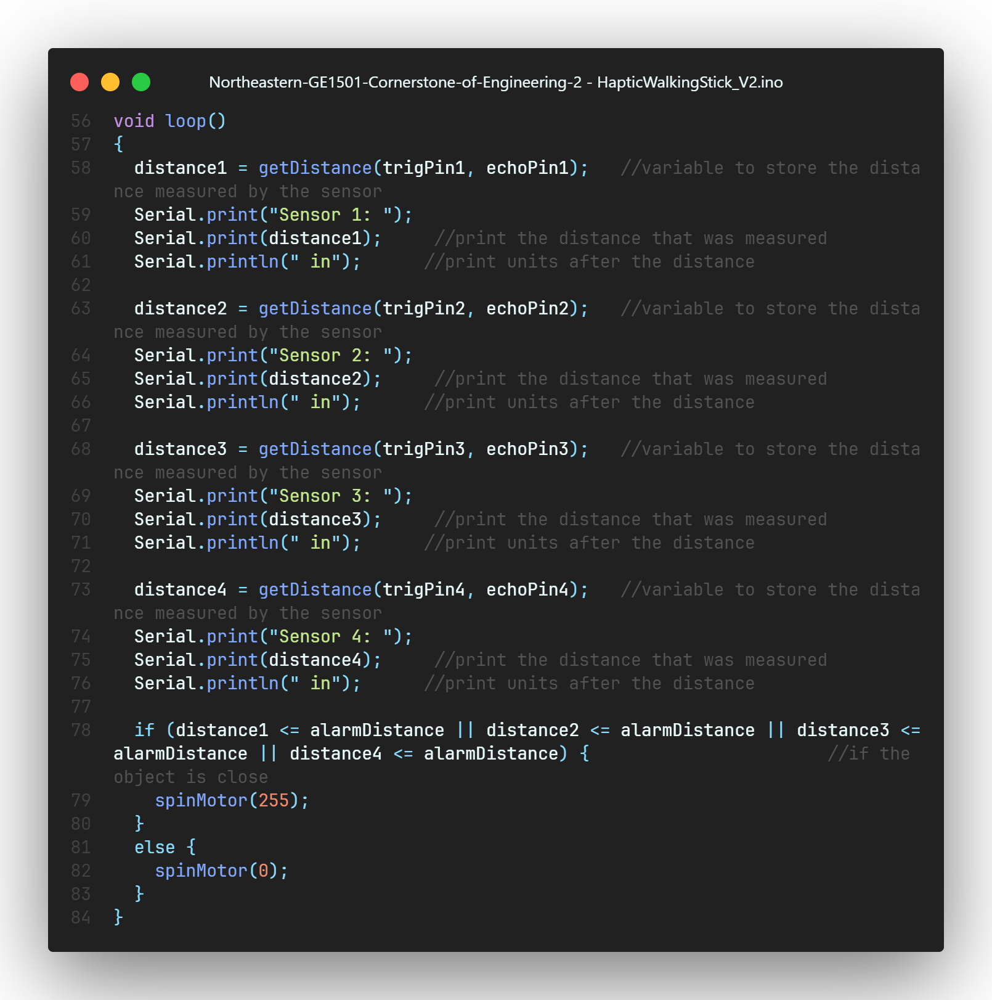 Northeastern-GE1501-Cornerstone-of-Engineering-2 - HapticWalkingStick_V2.ino
56  void loop()
57  {
58    distance1 = getDistance(trigPin1, echoPin1);   //variable to store the dista
nce measured by the sensor
59    Serial.print("Sensor 1: ");
60    Serial.print(distance1);     //print the distance that was measured
61    Serial.println(" in");      //print units after the distance
62
63    distance2 = getDistance(trigPin2, echoPin2);   //variable to store the dista
nce measured by the sensor
64    Serial.print("Sensor 2: ");
65    Serial.print(distance2);     //print the distance that was measured
66    Serial.println(" in");      //print units after the distance
67
68    distance3 = getDistance(trigPin3, echoPin3);   //variable to store the dista
nce measured by the sensor
69    Serial.print("Sensor 3: ");
70    Serial.print(distance3);     //print the distance that was measured
71    Serial.println(" in");      //print units after the distance
72
73    distance4 = getDistance(trigPin4, echoPin4);   //variable to store the dista
nce measured by the sensor
74    Serial.print("Sensor 4: ");
75    Serial.print(distance4);     //print the distance that was measured
76    Serial.println(" in");      //print units after the distance
77
78    if (distance1 <= alarmDistance || distance2 <= alarmDistance || distance3 <=
alarmDistance || distance4 <= alarmDistance) {                       //if the
object is close
79      spinMotor(255);
80    }
81    else {
82      spinMotor(0);
83    }
84  }